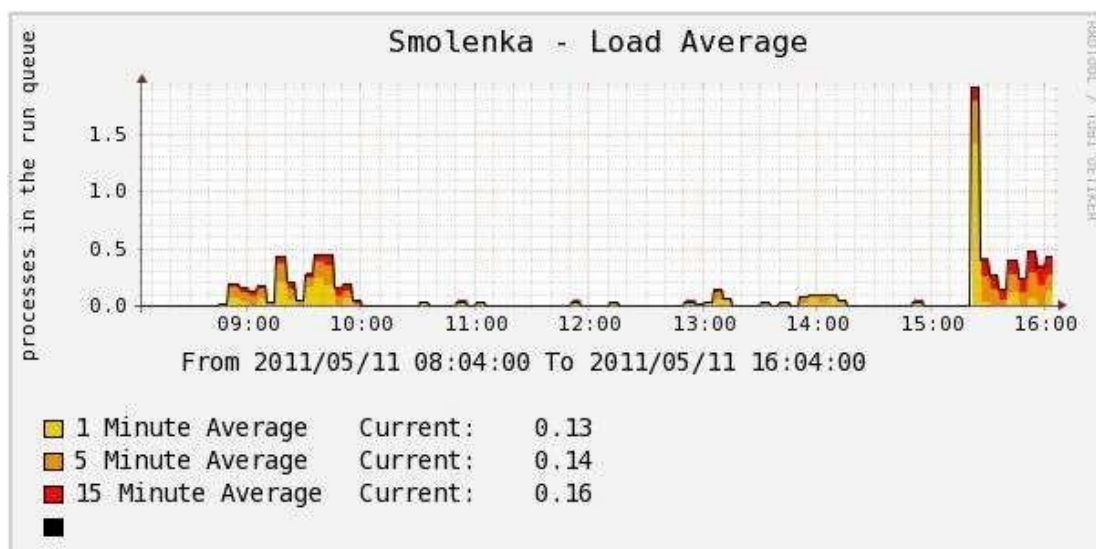 Smolenka - Load Average
processes in the run queue
1.5
1.0
0.5
0.0
09:00 10:00 11:00 12:00 13:00 14:00 15:00 16:00
From 2011/05/11 08:04:00 To 2011/05/11 16:04:00
1 Minute Average Current: 0.13
5 Minute Average Current: 0.14
15 Minute Average Current: 0.16
RRDTOOL / TOBI OETIKER